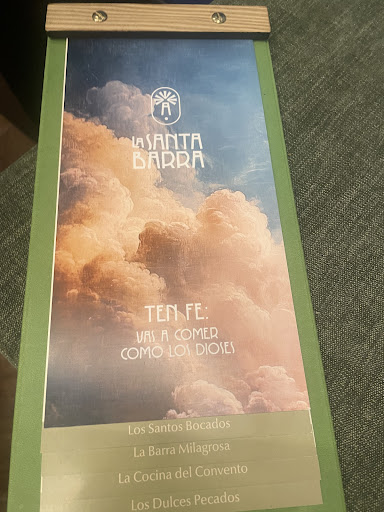 LA SANTA
BARRA
TEN FE:
VAS A COMER
COMO LOS DIOSES
Los Santos Bocados
La Barra Milagrosa
La Cocina del Convento
Los Dulces Pecados